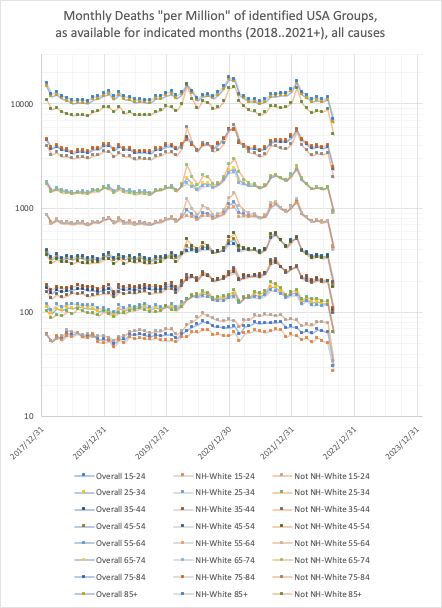 Monthly Deaths "per Million" of identified USA Groups,
as available for indicated months (2018..2021+), all causes
10000
1000
100
10
2017/12/31
2018/12/31
2019/12/31
2020/12/30
2021/12/31
2022/12/31
2023/12/31
Overall 15-24 NH-White 15-24 Not NH-White 15-24
Overall 25-34 NH-White 25-34 Not NH-White 25-34
Overall 35-44 NH-White 35-44 Not NH-White 35-44
Overall 45-54 NH-White 45-54 Not NH-White 45-54
Overall 55-64 NH-White 55-64 Not NH-White 55-64
Overall 65-74 NH-White 65-74 Not NH-White 65-74
Overall 75-84 NH-White 75-84 Not NH-White 75-84
Overall 85+ NH-White 85+ Not NH-White 85+